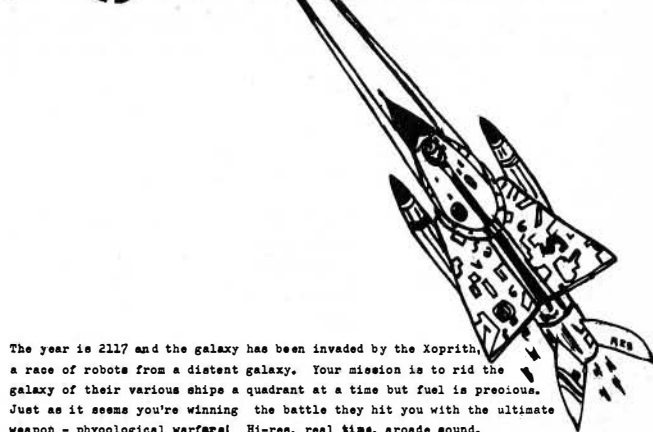 The year is 2117 and the galaxy has been invaded by the Xoprith,
a race of robots from a distent galaxy. Your mission is to rid the
galaxy of their various ships a quadrant at a time but fuel is precious.
Just as it seems you're winning the battle they hit you with the ultimate
weapon - phycological warfare! Hi-res, real time, arcade sound.